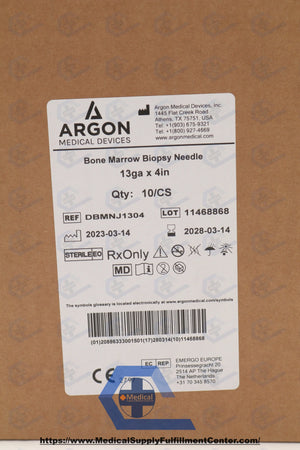 ARGON
MEDICAL DEVICES
Argon Medical Devices, Inc.
1445 Flat Creek Road
Athens, TX 75751, USA
Tel: +1(903) 675-9321
Tel: +1(800) 927-4669
www.argonmedical.com
Bone Marrow Biopsy Needle
13ga x 4in
Qty: 10/CS
REF DBMNJ1304
LOT 11468868
2023-03-14
2028-03-14
STERILE EO
RxOnly
MD
The symbols glossary is located electronically at www.argonmedical.com/symbols
(01)20886333001501(17)280314(10)11468868
CE
EC REP
EMERGO EUROPE
Prinsessegracht 20
2514 AP The Hague
The Netherlands
+31 70 345 8570
Medical
https://www.MedicalSupplyFulfillmentCenter.com/